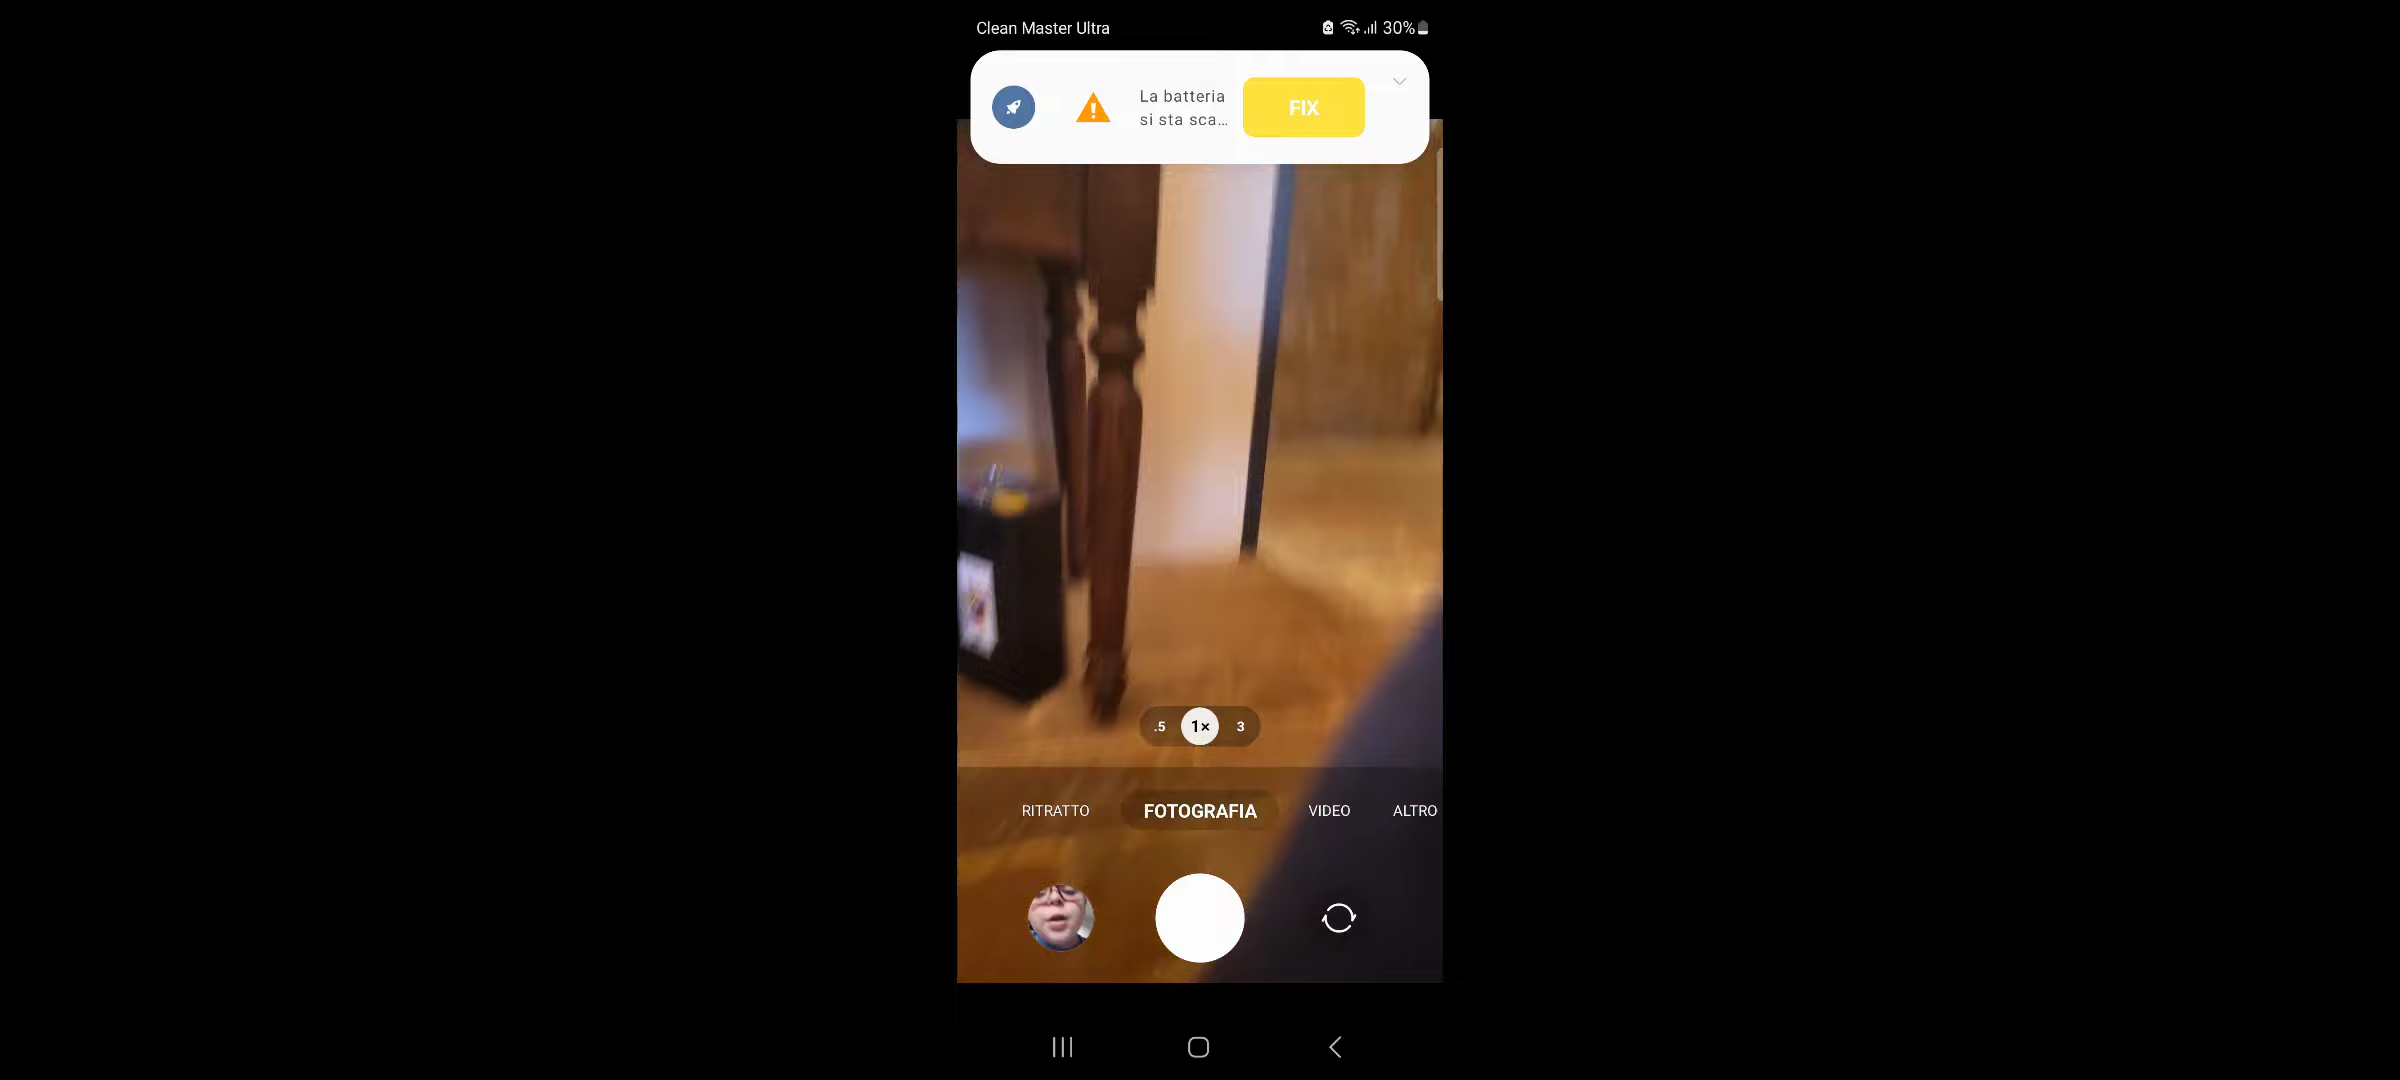 Clean Master Ultra
30%
La batteria
si sta sca...
FIX
.5 1× 3
RITRATTO FOTOGRAFIA VIDEO ALTRO